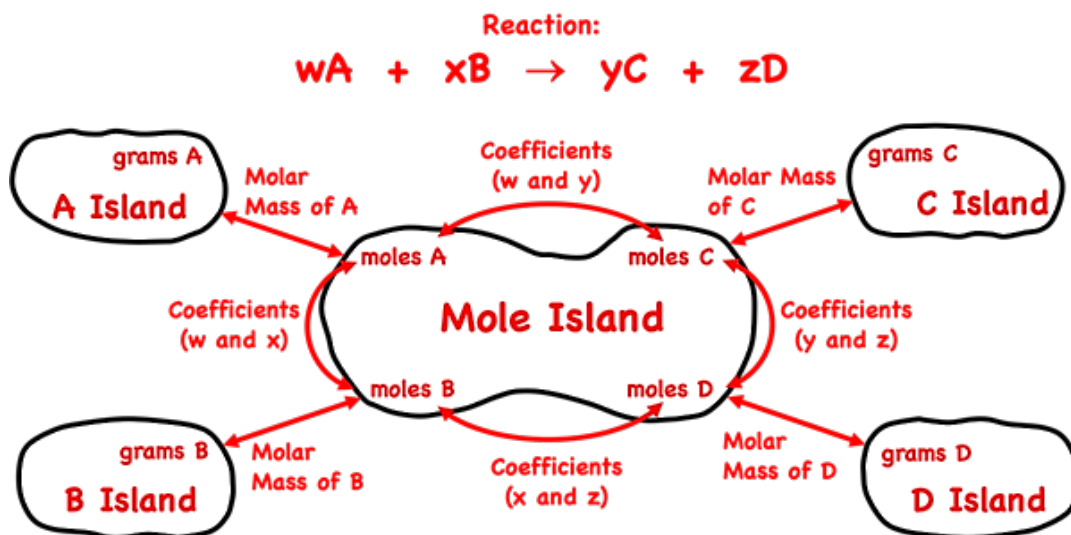 Reaction:
wA + xB → yC + zD
grams A
A Island
Molar
Mass of A
Coefficients
(w and y)
Molar Mass
of C
grams C
C Island
moles A
moles C
Coefficients
(w and x)
Mole Island
Coefficients
(y and z)
moles B
moles D
grams B
B Island
Molar
Mass of B
Coefficients
(x and z)
Molar
Mass of D
grams D
D Island